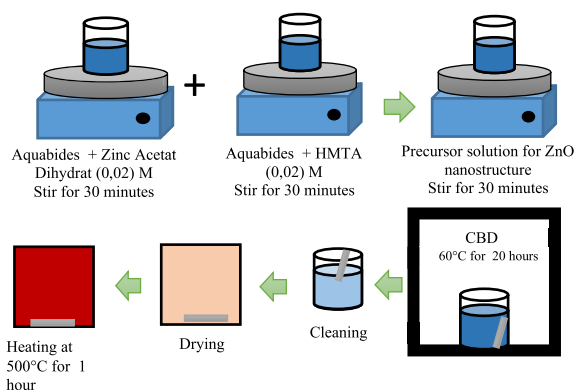 Aquabides + Zinc Acetat
Dihydrat (0,02) M
Stir for 30 minutes
+
Aquabides + HMTA
(0,02) M
Stir for 30 minutes
Precursor solution for ZnO
nanostructure
Stir for 30 minutes
CBD
60°C for 20 hours
Cleaning
Drying
Heating at
500°C for 1
hour